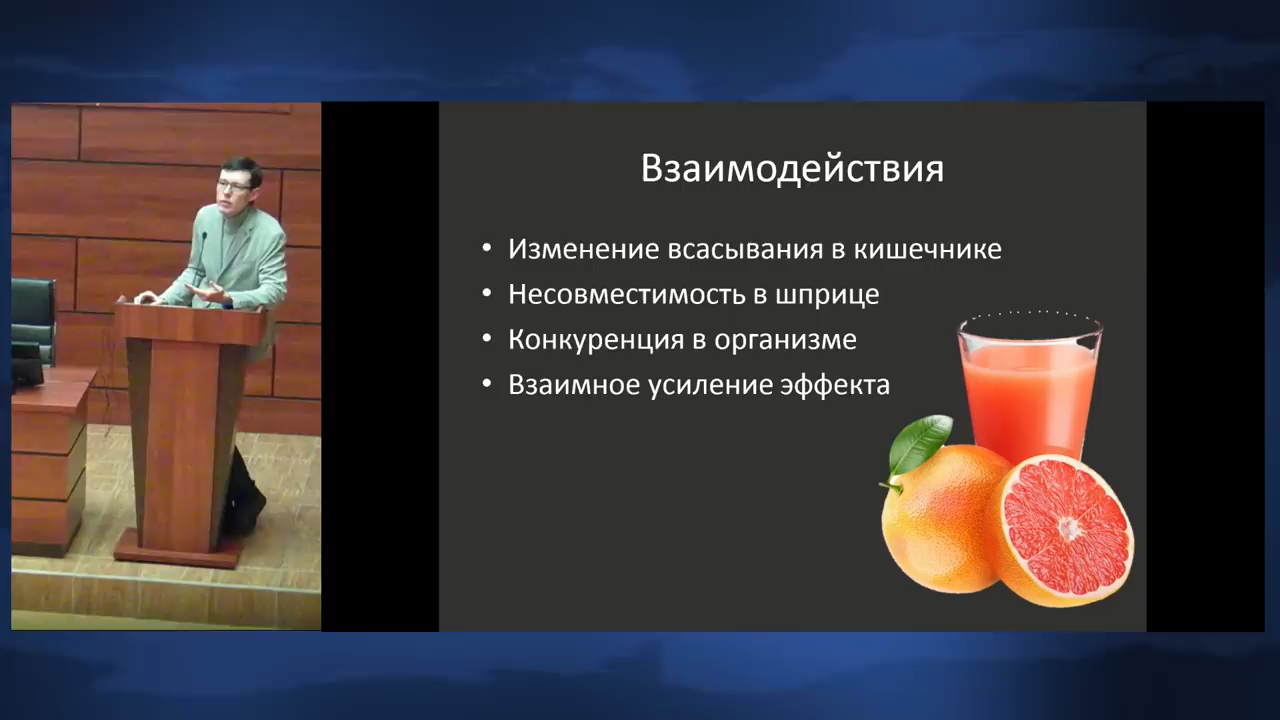 Взаимодействия
• Изменение всасывания в кишечнике
• Несовместимость в шприце
• Конкуренция в организме
• Взаимное усиление эффекта